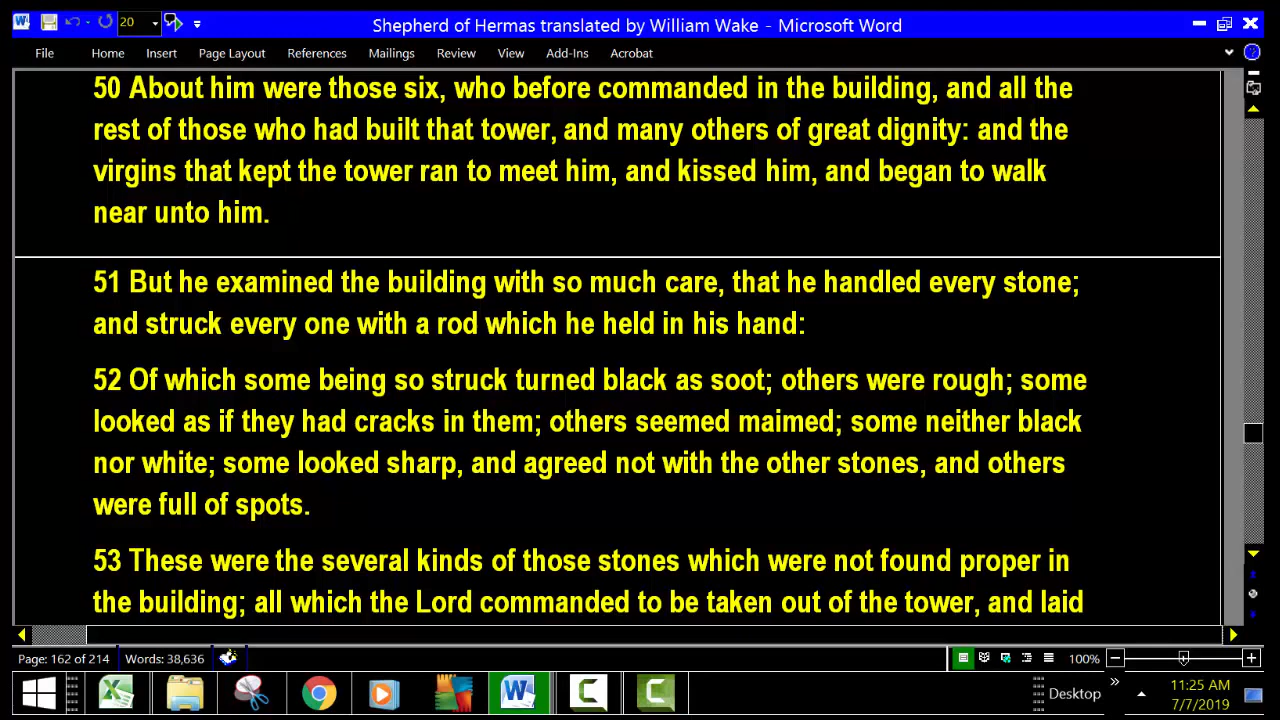 20
Shepherd of Hermas translated by William Wake - Microsoft Word
File Home Insert Page Layout References Mailings Review View Add-Ins Acrobat
50 About him were those six, who before commanded in the building, and all the
rest of those who had built that tower, and many others of great dignity: and the
virgins that kept the tower ran to meet him, and kissed him, and began to walk
near unto him.
51 But he examined the building with so much care, that he handled every stone;
and struck every one with a rod which he held in his hand:
52 Of which some being so struck turned black as soot; others were rough; some
looked as if they had cracks in them; others seemed maimed; some neither black
nor white; some looked sharp, and agreed not with the other stones, and others
were full of spots.
53 These were the several kinds of those stones which were not found proper in
the building; all which the Lord commanded to be taken out of the tower, and laid
Page: 162 of 214 Words: 38,636 100%
Desktop
11:25 AM
7/7/2019